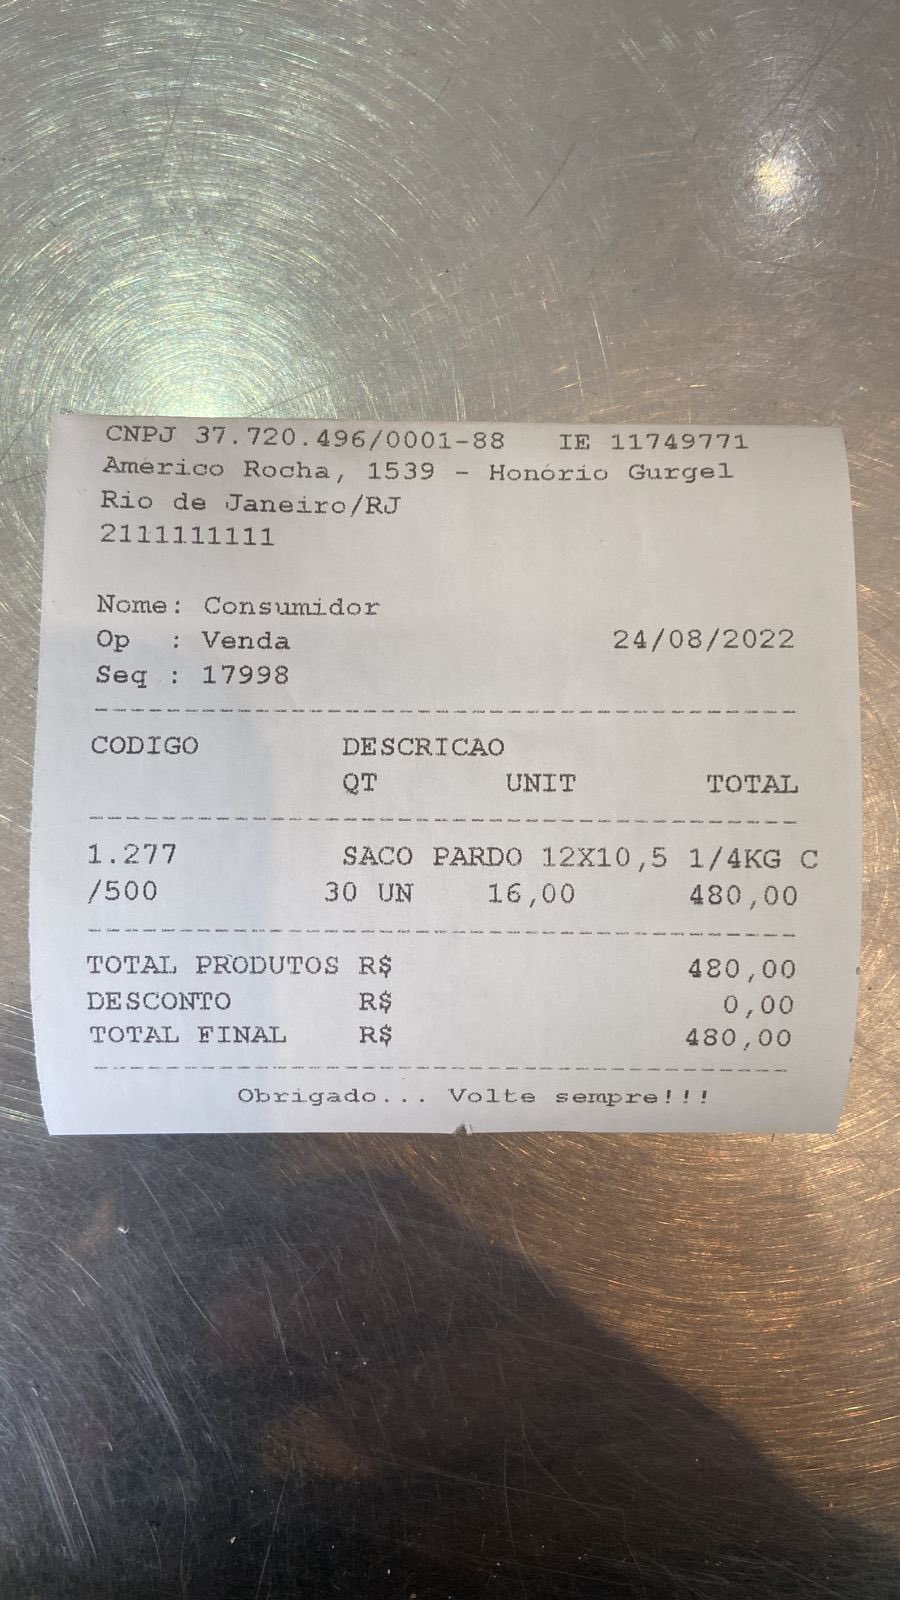 CNPJ 37.720.496/0001-88 IE 11749771
Américo Rocha, 1539 - Honório Gurgel
Rio de Janeiro/RJ
2111111111
Nome: Consumidor
Op : Venda 24/08/2022
Seq : 17998
CODIGO DESCRICAO
QT UNIT TOTAL
1.277 SACO PARDO 12X10,5 1/4KG C
/500 30 UN 16,00 480,00
TOTAL PRODUTOS R$ 480,00
DESCONTO R$ 0,00
TOTAL FINAL R$ 480,00
Obrigado... Volte sempre!!!